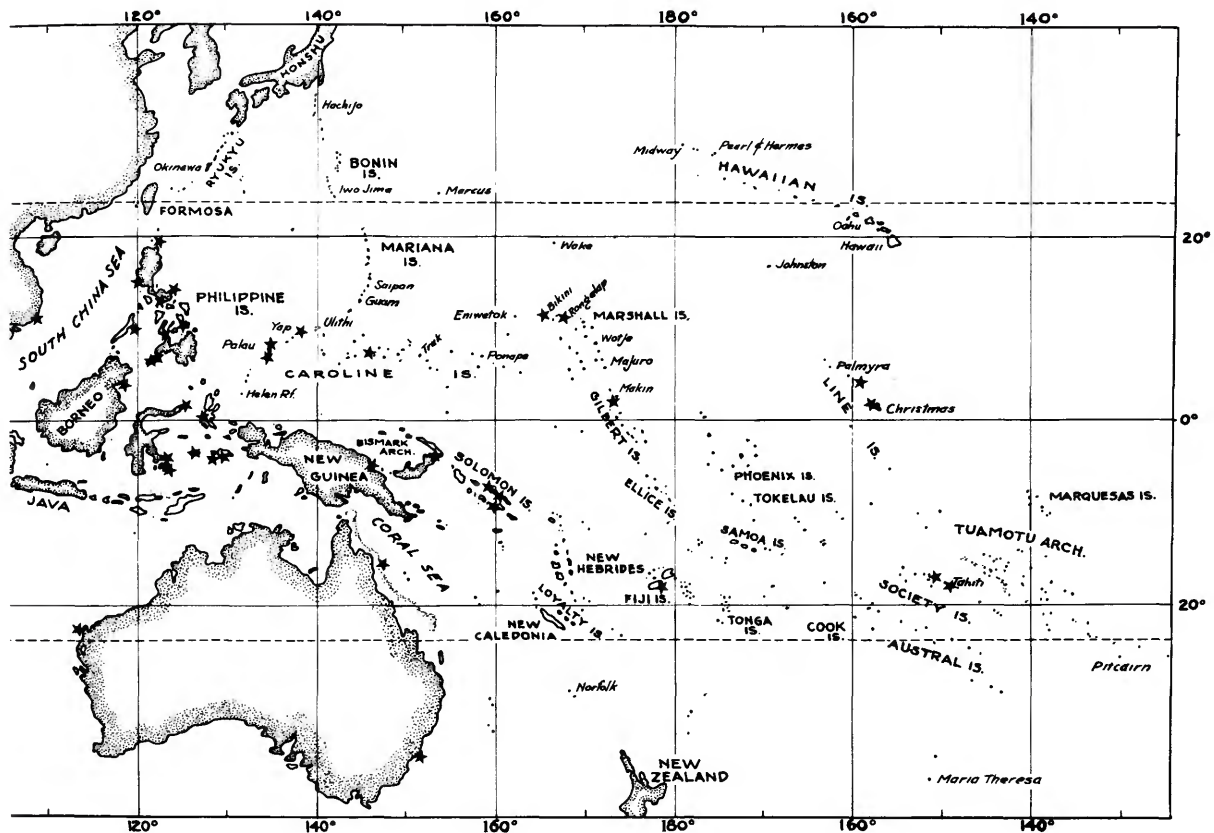 120° 140° 160° 180° 160° 140°
HONSHU
Hachijo
Okinawa
RYUKYU
IS.
BONIN
IS.
Iwo Jima
Marcus
Midway
Pearl & Hermes
HAWAIIAN
IS.
FORMOSA
Oahu
Hawaii
20°
MARIANA
IS.
Wake
Johnston
SOUTH CHINA SEA
Saipan
Guam
PHILIPPINE
IS.
Bikini
Rongelap
Eniwetok
MARSHALL IS.
Yap
Ulithi
Wotje
Palau
Truk
Ponape
Majuro
CAROLINE IS.
Palmyra
Helen Rf.
Makin
LINE
IS.
Christmas
BORNEO
GILBERT IS.
0°
BISMARK
ARCH.
NEW
GUINEA
SOLOMON IS.
PHOENIX IS.
ELLICE IS.
TOKELAU IS.
MARQUESAS IS.
JAVA
CORAL SEA
SAMOA IS.
TUAMOTU ARCH.
NEW
HEBRIDES
Tahiti
FIJI IS.
SOCIETY
IS.
LOYALTY
IS.
20°
NEW
CALEDONIA
TONGA
IS.
COOK
IS.
AUSTRAL IS.
Pitcairn
Norfolk
NEW
ZEALAND
Maria Theresa
120° 140° 160° 180° 160° 140°